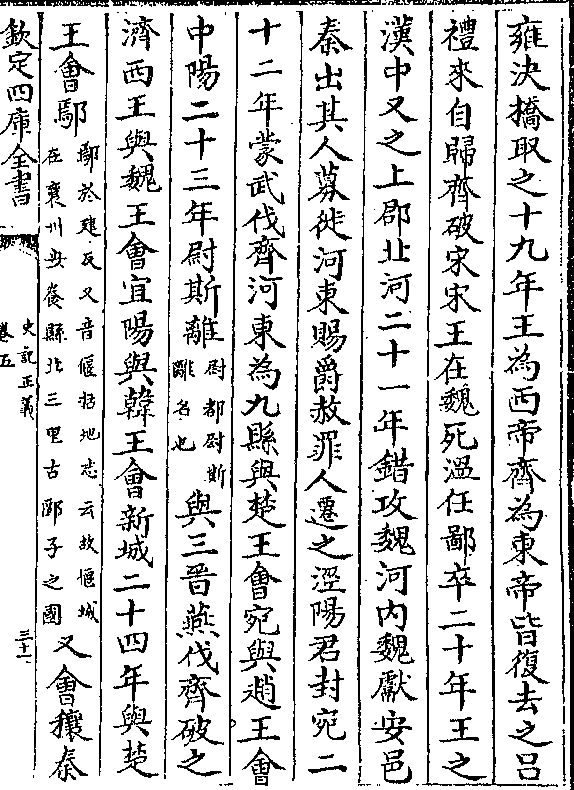 雍決橋取之十九年王為西帝齊為東帝皆復去之吕
禮來自歸齊破宋宋王在魏死溫任鄙卒二十年王之
漢中又之上郡北河二十一年錯攻魏河内魏獻安邑
秦出其人募徙河東賜爵赦罪人遷之涇陽君封宛二
十二年蒙武伐齊河東為九縣與楚王會宛與趙王會
中陽二十三年尉斯離尉都尉斯離名也與三晉燕伐齊破之
濟西王與魏王會宜陽與韓王會新城二十四年與楚
王會鄢鄢於建反又音偃括地志云故偃城在襄州安養縣北三里古郾子之國又會穰秦
欽定四庫全書
史記正義
卷五
三十一